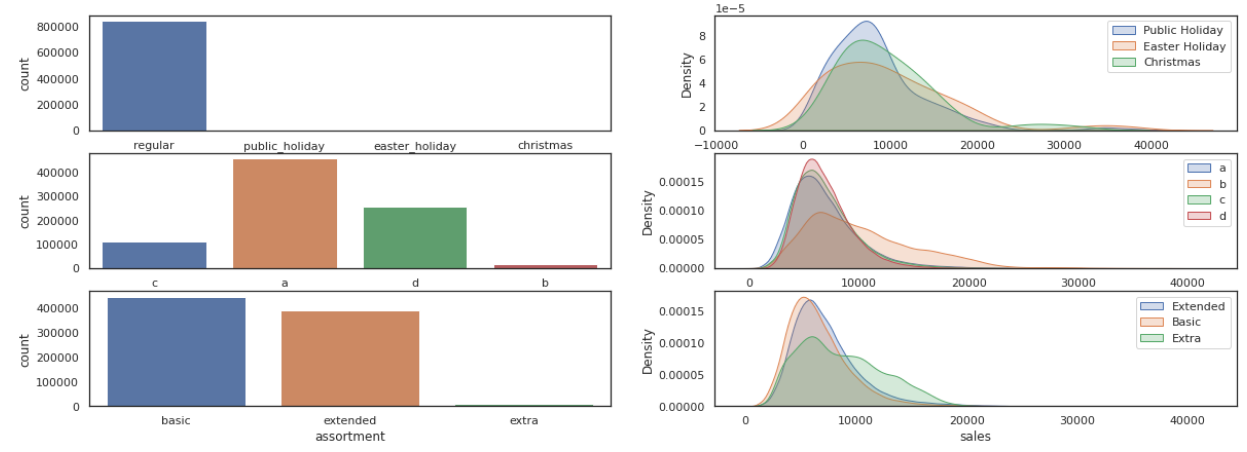 800000
600000
400000
200000
0
count
regular public_holiday easter_holiday christmas
1e−5
8
6
4
2
0
Density
Public Holiday
Easter Holiday
Christmas
−10000 0 10000 20000 30000 40000
400000
300000
200000
100000
0
count
c a d b
0.00015
0.00010
0.00005
0.00000
Density
a
b
c
d
0 10000 20000 30000 40000
400000
300000
200000
100000
0
count
basic extended extra
assortment
0.00015
0.00010
0.00005
0.00000
Density
Extended
Basic
Extra
0 10000 20000 30000 40000
sales